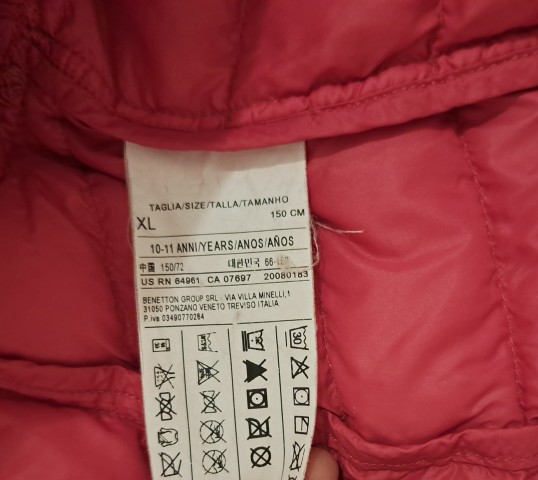 TAGLIA/SIZE/TALLA/TAMANHO
XL 150 CM
10-11 ANNI/YEARS/ANOS/AÑOS
中国 150/72 대한민국
US RN 64961 CA 07697 20080183
BENETTON GROUP SRL - VIA VILLA MINELLI,1
31050 PONZANO VENETO TREVISO ITALIA
P.iva 03490770264
30